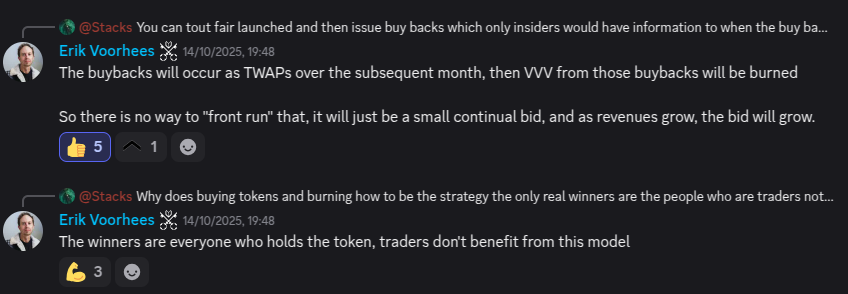 @Stacks You can tout fair launched and then issue buy backs which only insiders would have information to when the buy ba...
Erik Voorhees 14/10/2025, 19:48
The buybacks will occur as TWAPs over the subsequent month, then VVV from those buybacks will be burned
So there is no way to "front run" that, it will just be a small continual bid, and as revenues grow, the bid will grow.
5 1
@Stacks Why does buying tokens and burning how to be the strategy the only real winners are the people who are traders not...
Erik Voorhees 14/10/2025, 19:48
The winners are everyone who holds the token, traders don't benefit from this model
3